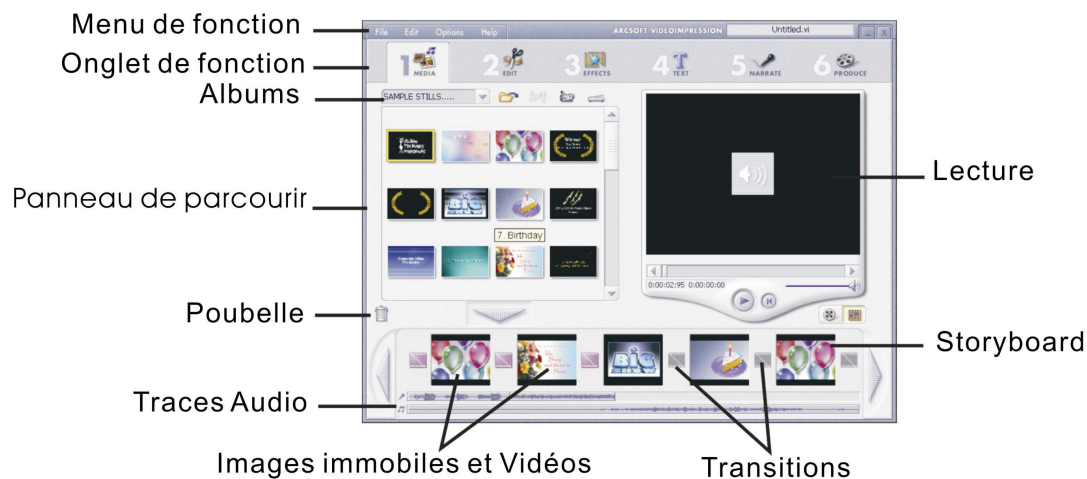 Menu de fonction
File Edit Options Help
ARCSOFT VIDEOIMPRESSION
Untitled.vi
Onglet de fonction
1 MEDIA
2 EDIT
3 EFFECTS
4 TEXT
5 NARRATE
6 PRODUCE
Albums
SAMPLE STILLS.....
Winner
BIG
Panneau de parcourir
Lecture
7. Birthday
0:00:02:95 0:00:00:00
Poubelle
Storyboard
BIG
Traces Audio
Images immobiles et Vidéos
Transitions